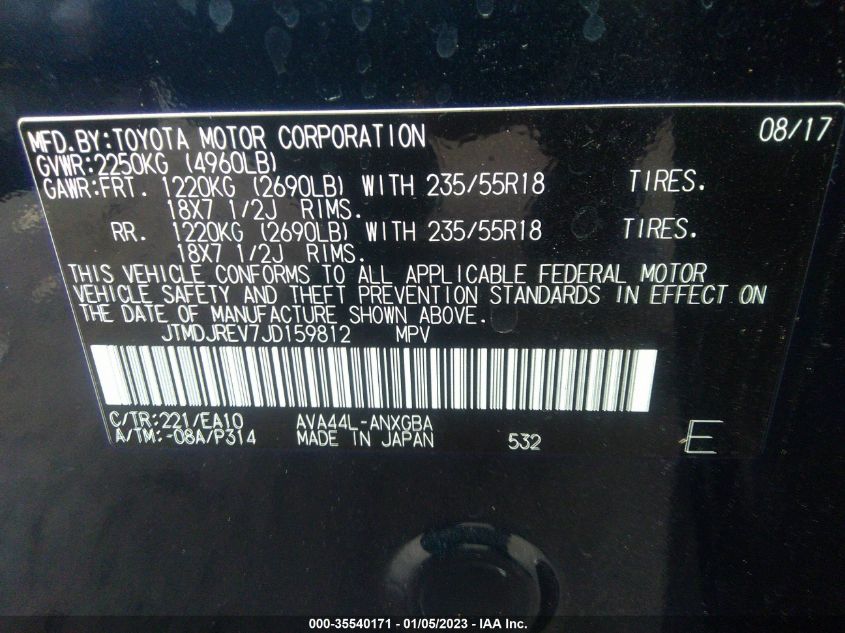 MFD.BY:TOYOTA MOTOR CORPORATION 08/17
GVWR:2250KG (4960LB)
GAWR:FRT. 1220KG (2690LB) WITH 235/55R18 TIRES.
18X7 1/2J RIMS.
RR. 1220KG (2690LB) WITH 235/55R18 TIRES.
18X7 1/2J RIMS.
THIS VEHICLE CONFORMS TO ALL APPLICABLE FEDERAL MOTOR
VEHICLE SAFETY AND THEFT PREVENTION STANDARDS IN EFFECT ON
THE DATE OF MANUFACTURE SHOWN ABOVE.
JTMDJREV7JD159812 MPV
C/TR:221/EA10 AVA44L-ANXGBA
A/TM:-08A/P314 MADE IN JAPAN 532 E
000-35540171 - 01/05/2023 - IAA Inc.